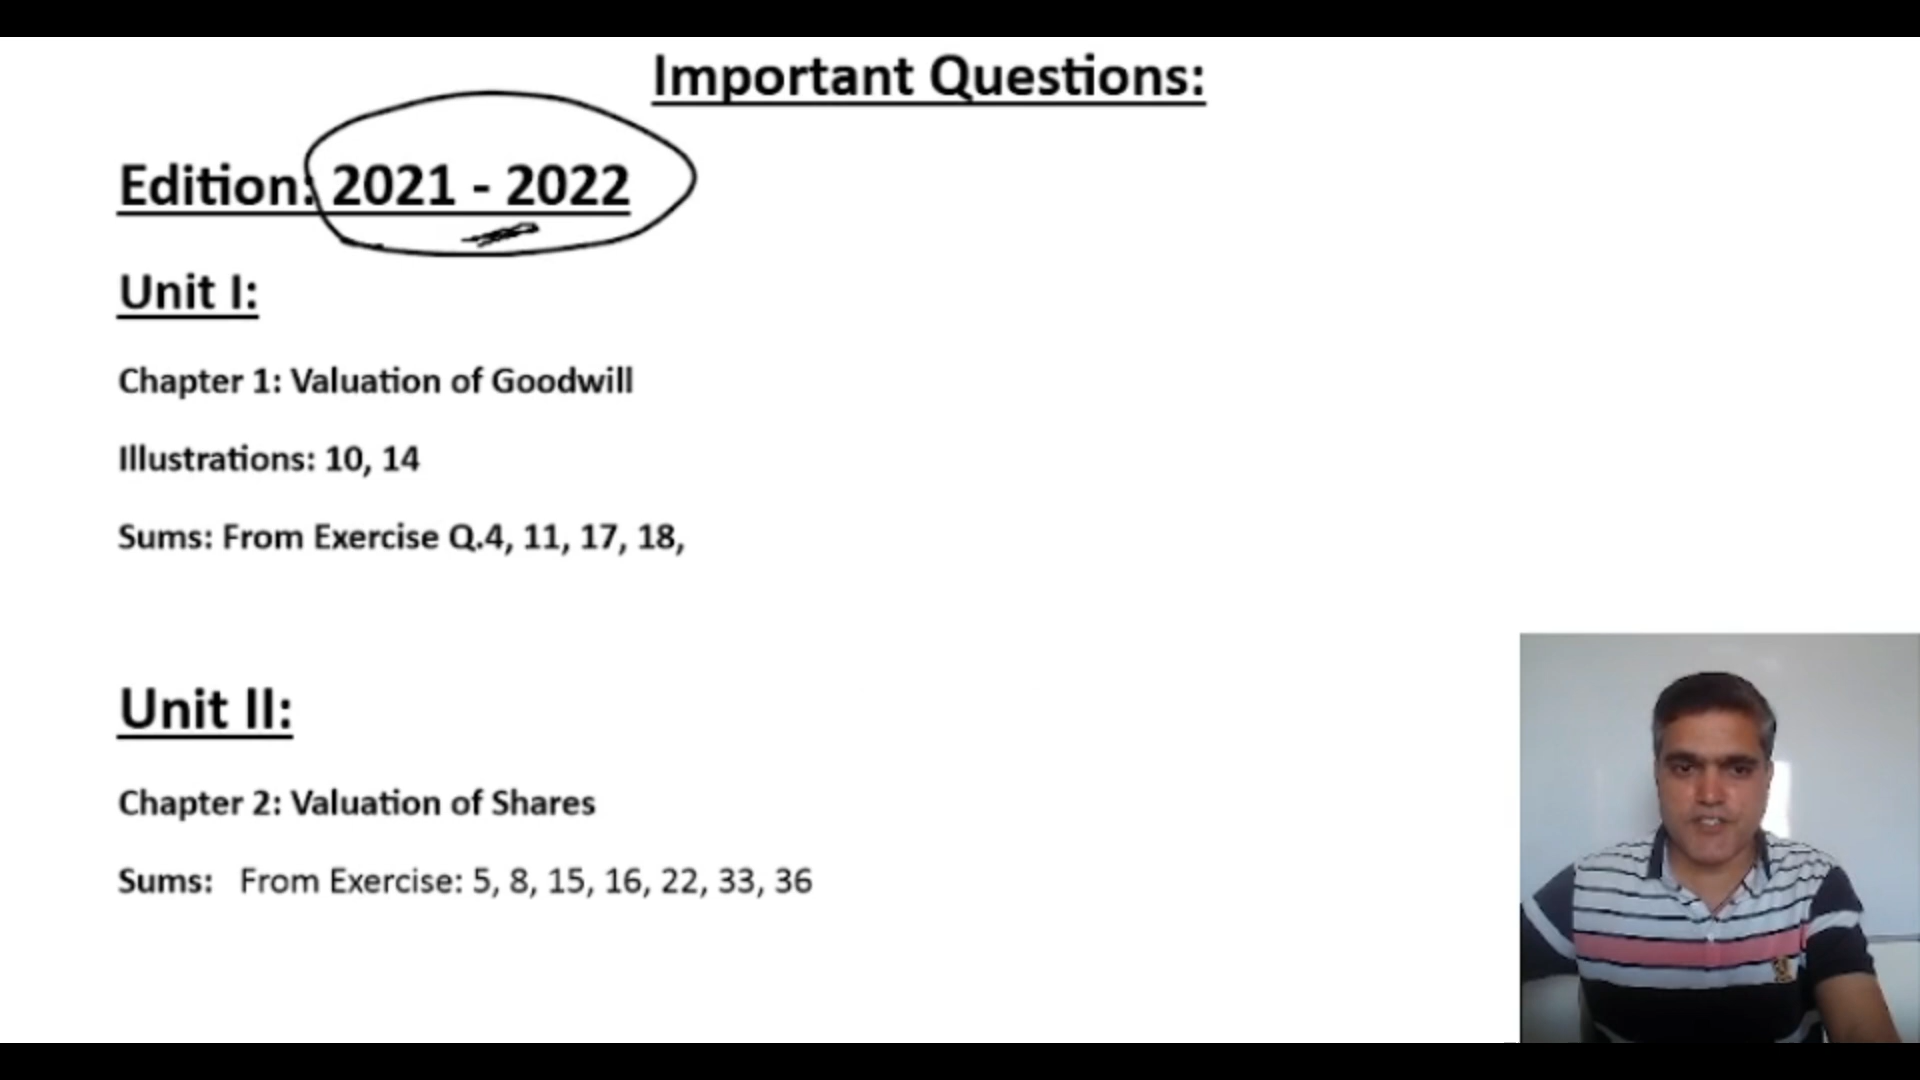 Important Questions:
Edition: 2021 - 2022
Unit I:
Chapter 1: Valuation of Goodwill
Illustrations: 10, 14
Sums: From Exercise Q.4, 11, 17, 18,
Unit II:
Chapter 2: Valuation of Shares
Sums: From Exercise: 5, 8, 15, 16, 22, 33, 36